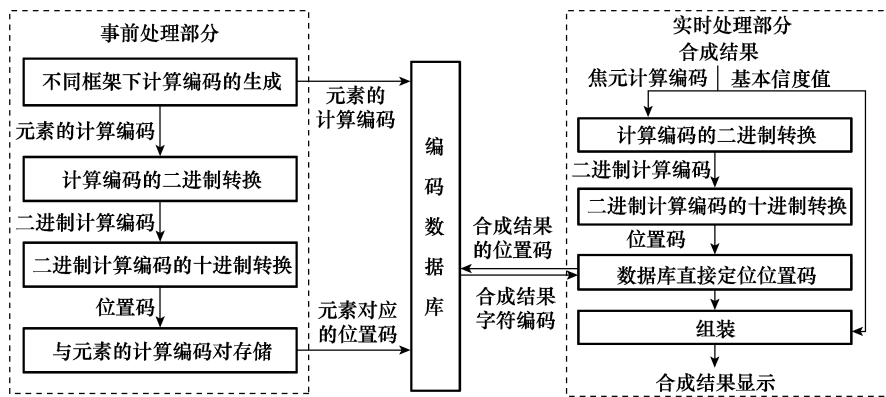 事前处理部分
不同框架下计算编码的生成
元素的计算编码
计算编码的二进制转换
二进制计算编码
二进制计算编码的十进制转换
位置码
与元素的计算编码对存储
元素的
计算编码
元素对应
的位置码
编
码
数
据
库
合成结果
的位置码
合成结果
字符编码
实时处理部分
合成结果
焦元计算编码
基本信度值
计算编码的二进制转换
二进制计算编码
二进制计算编码的十进制转换
位置码
数据库直接定位位置码
组装
合成结果显示